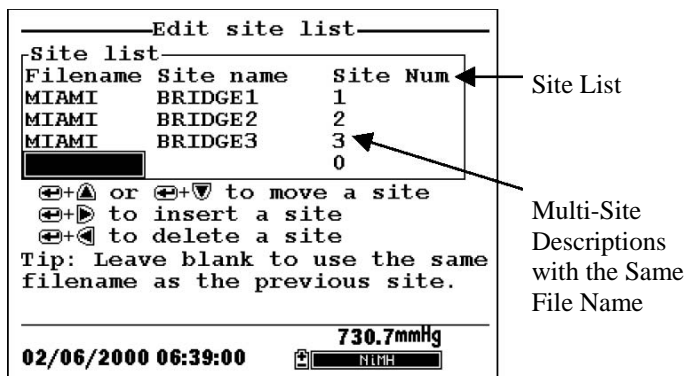 Edit site list
Site list
Filename Site name Site Num
MIAMI BRIDGE1 1
MIAMI BRIDGE2 2
MIAMI BRIDGE3 3
0
+ or + to move a site
+ to insert a site
+ to delete a site
Tip: Leave blank to use the same
filename as the previous site.
730.7mmHg
02/06/2000 06:39:00
NiMH
Site List
Multi-Site
Descriptions
with the Same
File Name